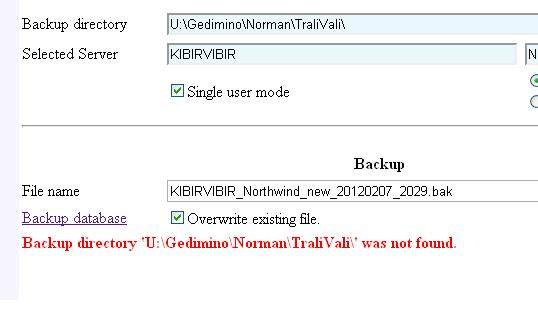 Backup directory U:\Gedimino\Norman\TraliVali\
Selected Server KIBIRVIBIR N
Single user mode
Backup
File name KIBIRVIBIR_Northwind_new_20120207_2029.bak
Backup database Overwrite existing file.
Backup directory 'U:\Gedimino\Norman\TraliVali\' was not found.